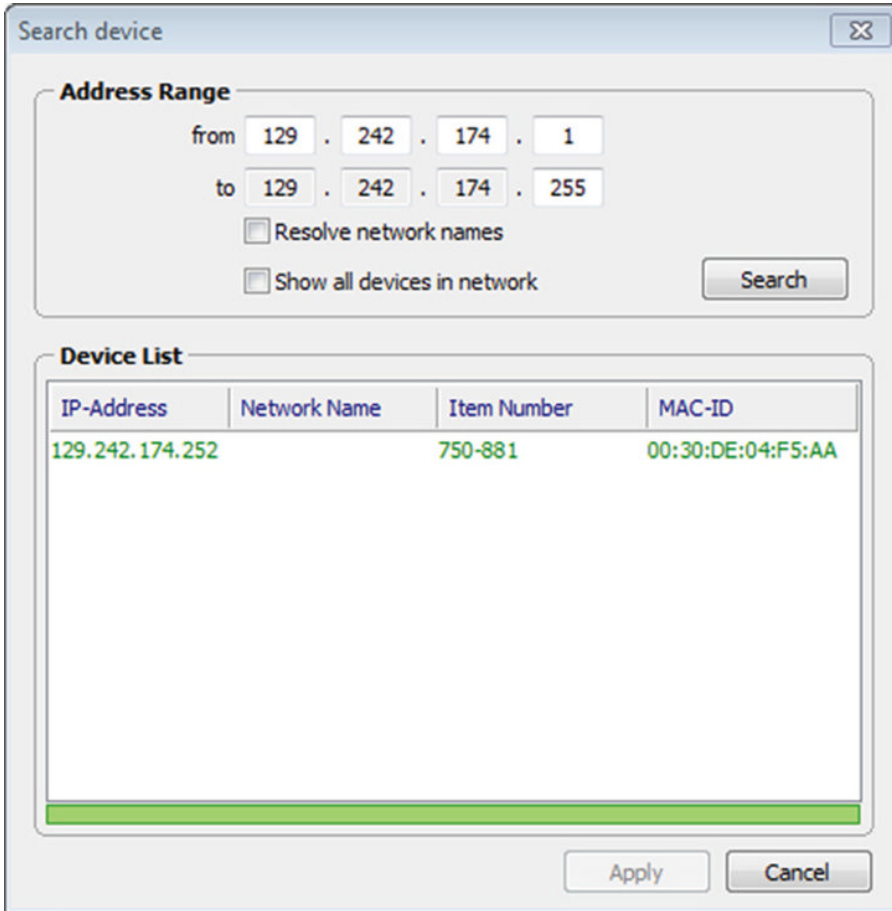 Search device
Address Range
from 129 . 242 . 174 . 1
to 129 . 242 . 174 . 255
Resolve network names
Show all devices in network Search
Device List
IP-Address Network Name Item Number MAC-ID
129.242.174.252 750-881 00:30:DE:04:F5:AA
Apply Cancel